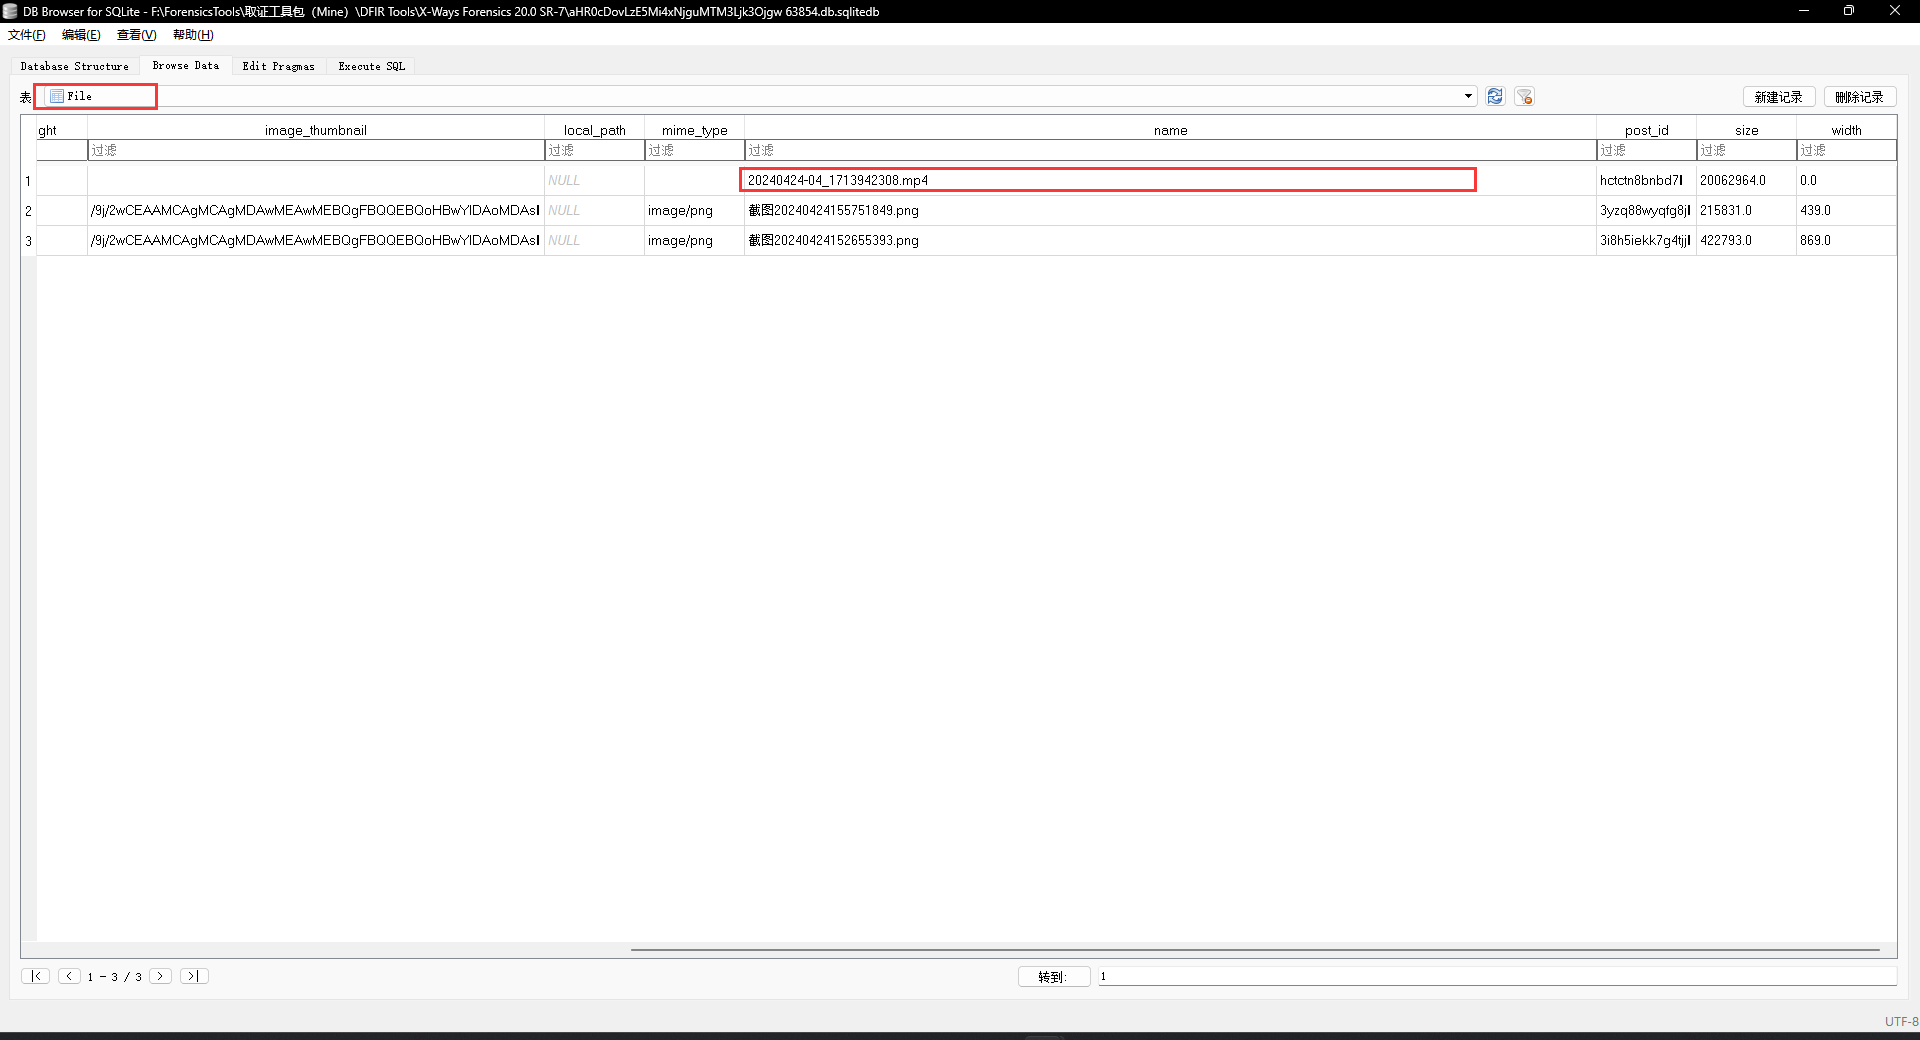 DB Browser for SQLite - F:\ForensicsTools\取证工具包（Mine）\DFIR Tools\X-Ways Forensics 20.0 SR-7\aHR0cDovLzE5Mi4xNjguMTM3Ljk3Ojgw 63854.db.sqlitedb
文件(F) 编辑(E) 查看(V) 帮助(H)
Database Structure Browse Data Edit Pragmas Execute SQL
表 File 新建记录 删除记录
ght image_thumbnail local_path mime_type name post_id size width
过滤 过滤 过滤 过滤 过滤 过滤 过滤
1 NULL 20240424-04_1713942308.mp4 hctctn8bnbd7l 20062964.0 0.0
2 /9j/2wCEAAMCAgMCAgMDAwMEAwMEBQgFBQQEBQoHBwYIDAoMDAsl NULL image/png 截图20240424155751849.png 3yzq88wyqfg8jl 215831.0 439.0
3 /9j/2wCEAAMCAgMCAgMDAwMEAwMEBQgFBQQEBQoHBwYIDAoMDAsl NULL image/png 截图20240424152655393.png 3i8h5iekk7g4tjjl 422793.0 869.0
1 - 3 / 3 转到: 1
UTF-8